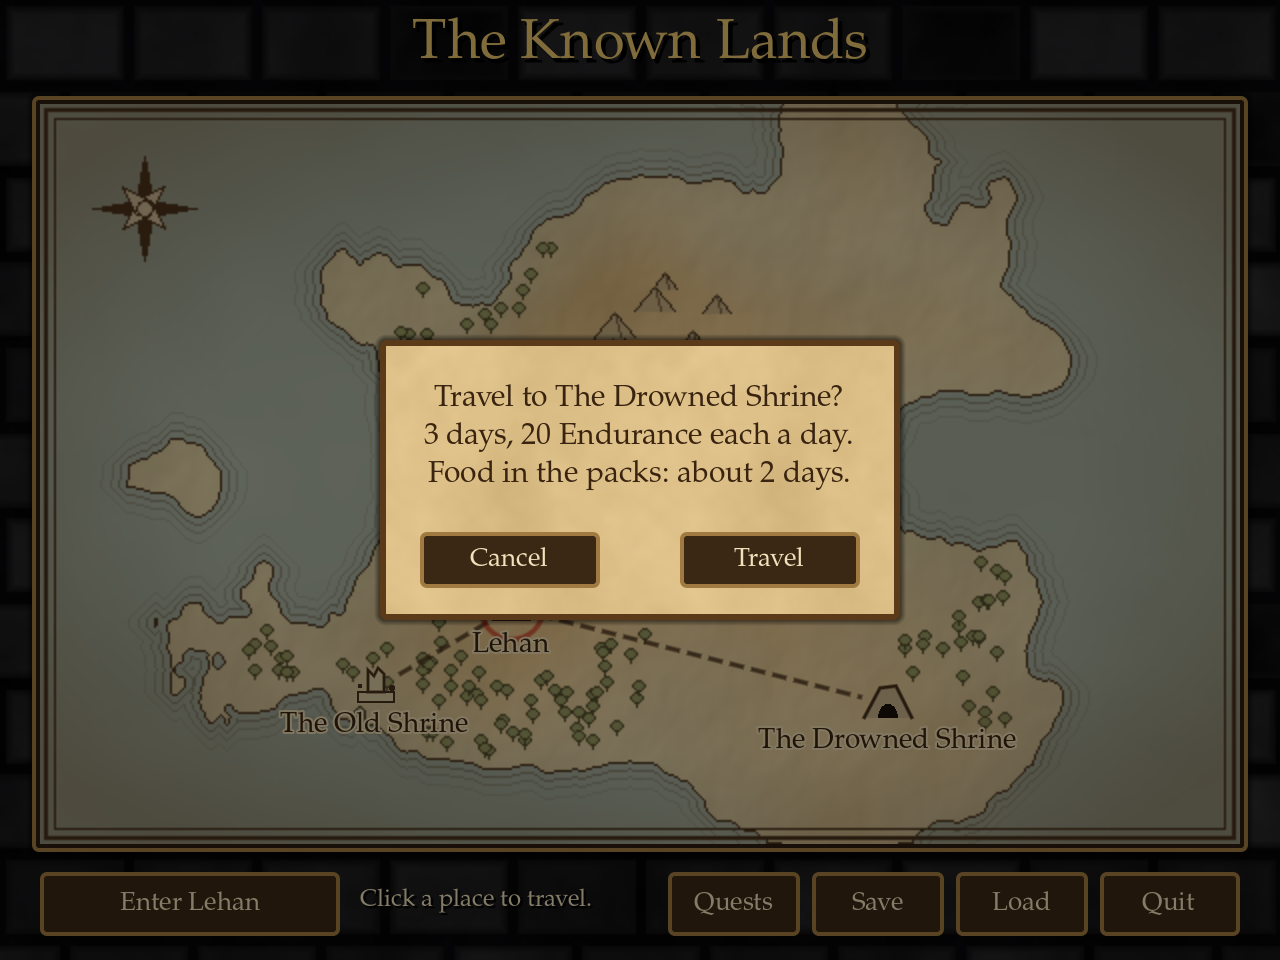 The Known Lands
Travel to The Drowned Shrine?
3 days, 20 Endurance each a day.
Food in the packs: about 2 days.
Cancel
Travel
Lehan
The Old Shrine
The Drowned Shrine
Enter Lehan
Click a place to travel.
Quests
Save
Load
Quit